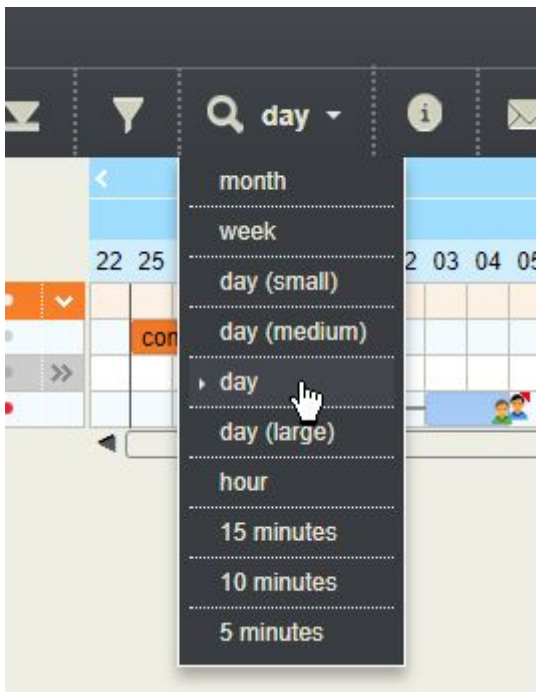 day
month
week
22 25 2 03 04 05
day (small)
day (medium)
con
day
day (large)
hour
15 minutes
10 minutes
5 minutes